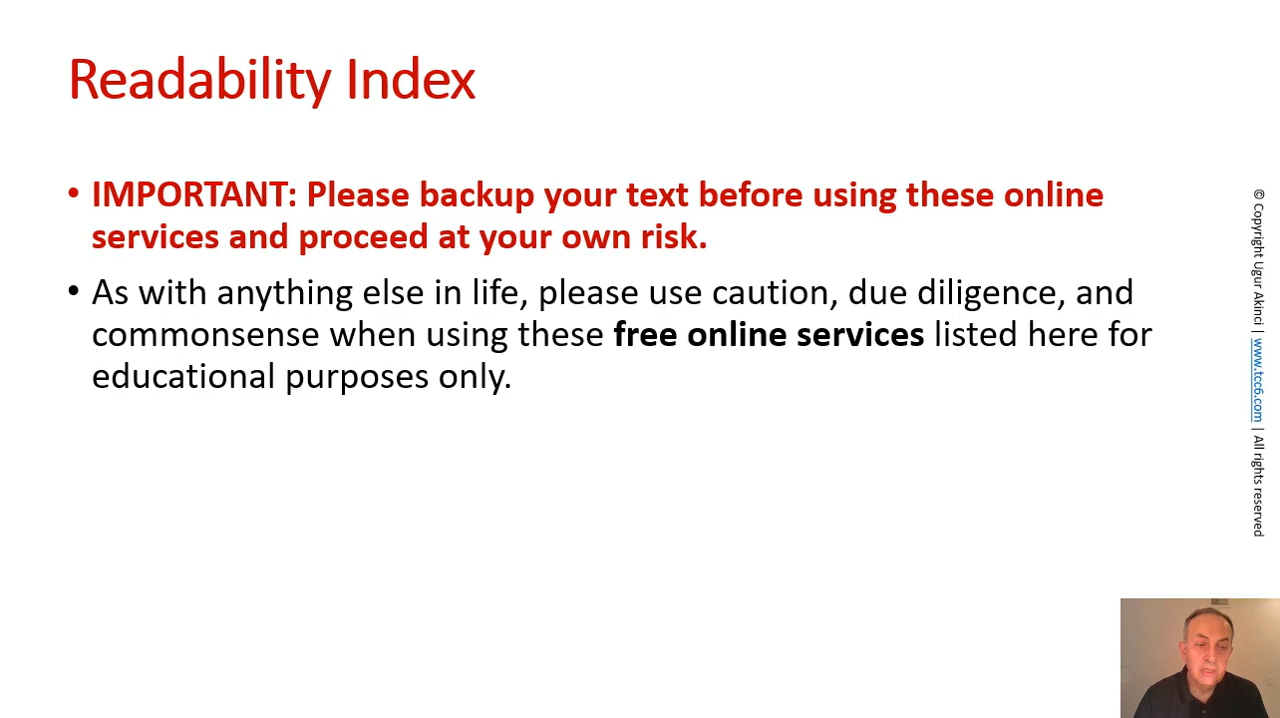 Readability Index
• IMPORTANT: Please backup your text before using these online
services and proceed at your own risk.
• As with anything else in life, please use caution, due diligence, and
commonsense when using these free online services listed here for
educational purposes only.
© Copyright Ugur Akinci | www.tcc6.com | All rights reserved